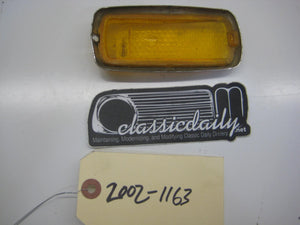 classicdaily.net
Maintaining, Modernizing, and Modifying Classic Daily Drivers
2002-1163